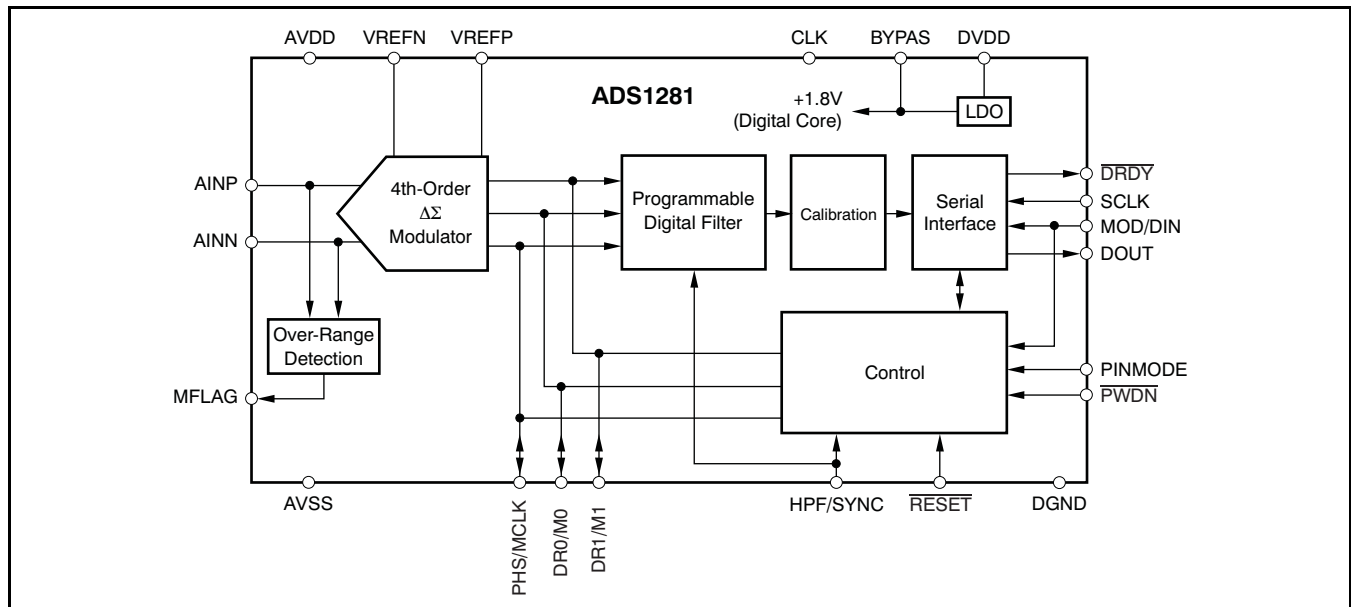 AVDD VREFN VREFP CLK BYPAS DVDD
ADS1281
+1.8V
(Digital Core)
LDO
AINP
AINN
4th-Order
ΔΣ
Modulator
Programmable
Digital Filter
Calibration
Serial
Interface
DRDY
SCLK
MOD/DIN
DOUT
Over-Range
Detection
MFLAG
Control
PINMODE
PWDN
AVSS
PHS/MCLK
DR0/M0
DR1/M1
HPF/SYNC
RESET
DGND